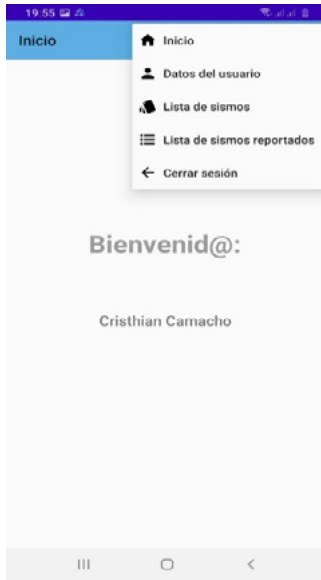 19:55
Inicio
Inicio
Datos del usuario
Lista de sismos
Lista de sismos reportados
Cerrar sesión
Bienvenid@:
Cristhian Camacho